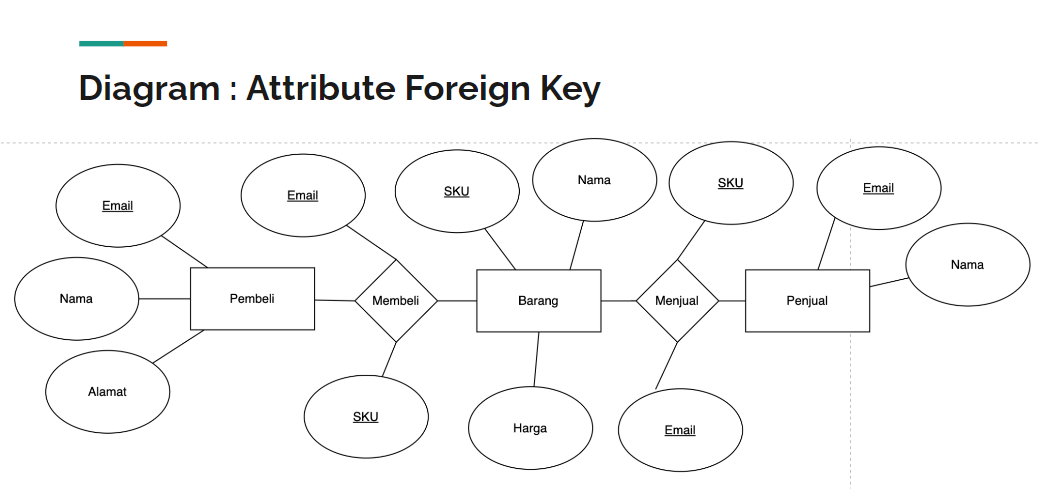 Diagram : Attribute Foreign Key
Email
Nama
Alamat
Pembeli
Email
Membeli
SKU
SKU
Nama
Barang
Harga
SKU
Menjual
Email
Email
Nama
Penjual